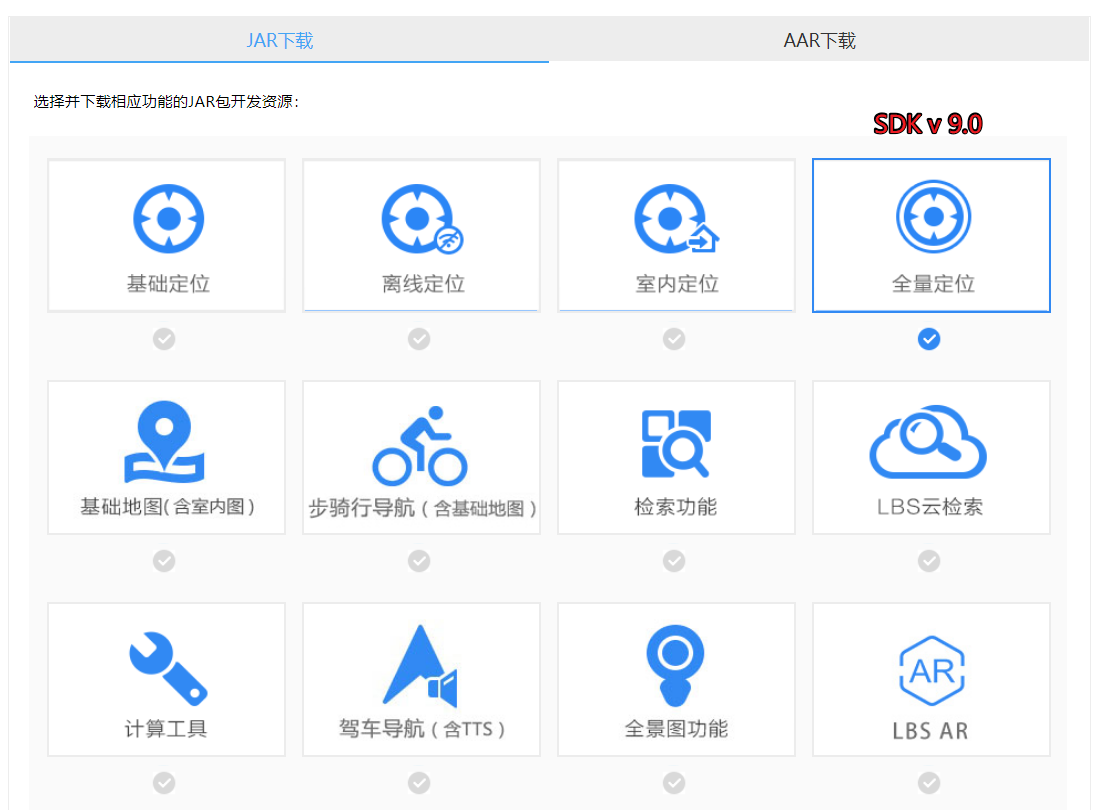 JAR下载
AAR下载
选择并下载相应功能的JAR包开发资源：
SDK v 9.0
基础定位
离线定位
室内定位
全量定位
基础地图(含室内图)
步骑行导航(含基础地图)
检索功能
LBS云检索
计算工具
驾车导航(含TTS)
全景图功能
AR
LBS AR